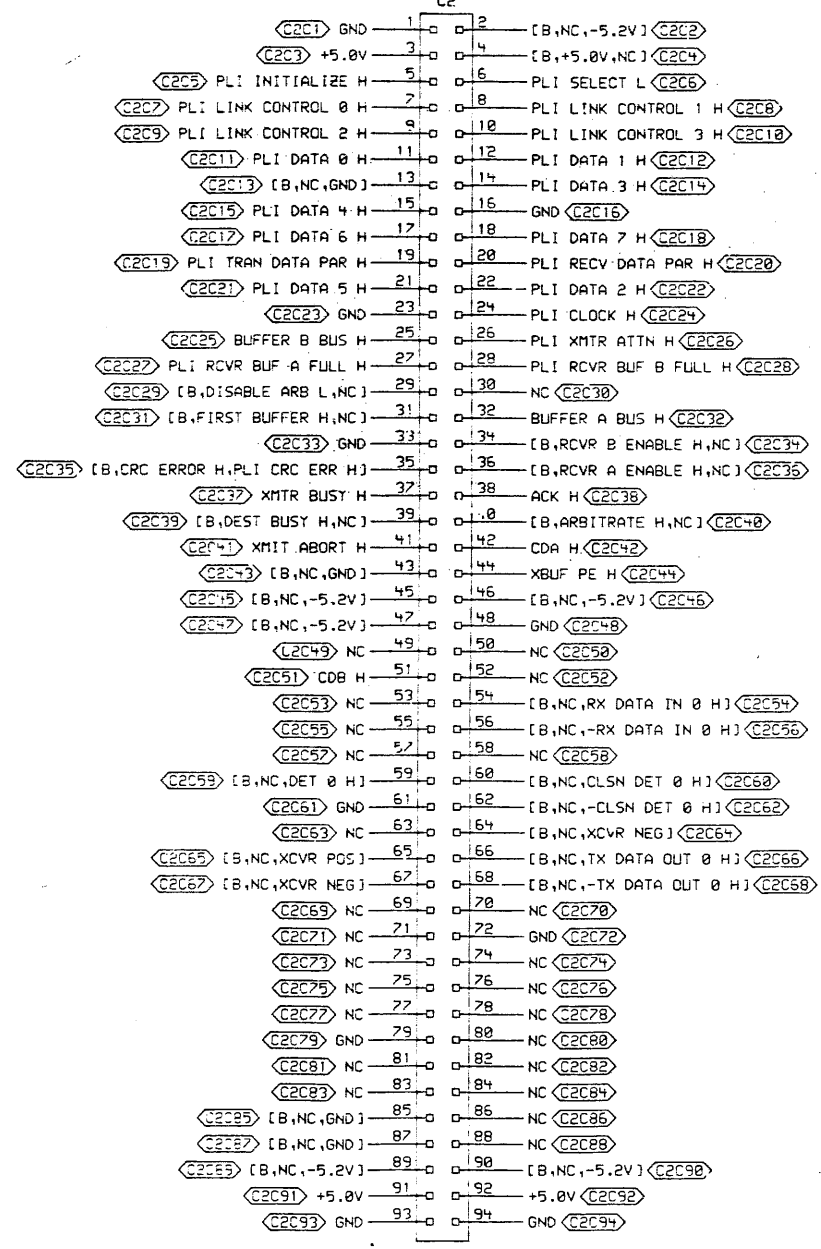 C2
C2C1 GND 1 2 [B,NC,-5.2V] C2C2
C2C3 +5.0V 3 4 [B,+5.0V,NC] C2C4
C2C5 PLI INITIALIZE H 5 6 PLI SELECT L C2C6
C2C7 PLI LINK CONTROL 0 H 7 8 PLI LINK CONTROL 1 H C2C8
C2C9 PLI LINK CONTROL 2 H 9 10 PLI LINK CONTROL 3 H C2C10
C2C11 PLI DATA 0 H 11 12 PLI DATA 1 H C2C12
C2C13 [B,NC,GND] 13 14 PLI DATA 3 H C2C14
C2C15 PLI DATA 4 H 15 16 GND C2C16
C2C17 PLI DATA 6 H 17 18 PLI DATA 7 H C2C18
C2C19 PLI TRAN DATA PAR H 19 20 PLI RECV DATA PAR H C2C20
C2C21 PLI DATA 5 H 21 22 PLI DATA 2 H C2C22
C2C23 GND 23 24 PLI CLOCK H C2C24
C2C25 BUFFER B BUS H 25 26 PLI XMTR ATTN H C2C26
C2C27 PLI RCVR BUF A FULL H 27 28 PLI RCVR BUF B FULL H C2C28
C2C29 [B,DISABLE ARB L,NC] 29 30 NC C2C30
C2C31 [B,FIRST BUFFER H,NC] 31 32 BUFFER A BUS H C2C32
C2C33 GND 33 34 [B,RCVR B ENABLE H,NC] C2C34
C2C35 [B,CRC ERROR H,PLI CRC ERR H] 35 36 [B,RCVR A ENABLE H,NC] C2C36
C2C37 XMTR BUSY H 37 38 ACK H C2C38
C2C39 [B,DEST BUSY H,NC] 39 [B,ARBITRATE H,NC] C2C40
C2C41 XMIT ABORT H 41 42 CDA H C2C42
C2C43 [B,NC,GND] 43 44 XBUF PE H C2C44
C2C45 [B,NC,-5.2V] 45 46 [B,NC,-5.2V] C2C46
C2C47 [B,NC,-5.2V] 47 48 GND C2C48
C2C49 NC 49 50 NC C2C50
C2C51 CDB H 51 52 NC C2C52
C2C53 NC 53 54 [B,NC,RX DATA IN 0 H] C2C54
C2C55 NC 55 56 [B,NC,-RX DATA IN 0 H] C2C56
C2C57 NC 57 58 NC C2C58
C2C59 [B,NC,DET 0 H] 59 60 [B,NC,CLSN DET 0 H] C2C60
C2C61 GND 61 62 [B,NC,-CLSN DET 0 H] C2C62
C2C63 NC 63 64 [B,NC,XCVR NEG] C2C64
C2C65 [B,NC,XCVR POS] 65 66 [B,NC,TX DATA OUT 0 H] C2C66
C2C67 [B,NC,XCVR NEG] 67 68 [B,NC,-TX DATA OUT 0 H] C2C68
C2C69 NC 69 70 NC C2C70
C2C71 NC 71 72 GND C2C72
C2C73 NC 73 74 NC C2C74
C2C75 NC 75 76 NC C2C76
C2C77 NC 77 78 NC C2C78
C2C79 GND 79 80 NC C2C80
C2C81 NC 81 82 NC C2C82
C2C83 NC 83 84 NC C2C84
C2C85 [B,NC,GND] 85 86 NC C2C86
C2C87 [B,NC,GND] 87 88 NC C2C88
[B,NC,-5.2V] 89 90 [B,NC,-5.2V] C2C90
C2C91 +5.0V 91 92 +5.0V C2C92
C2C93 GND 93 94 GND C2C94